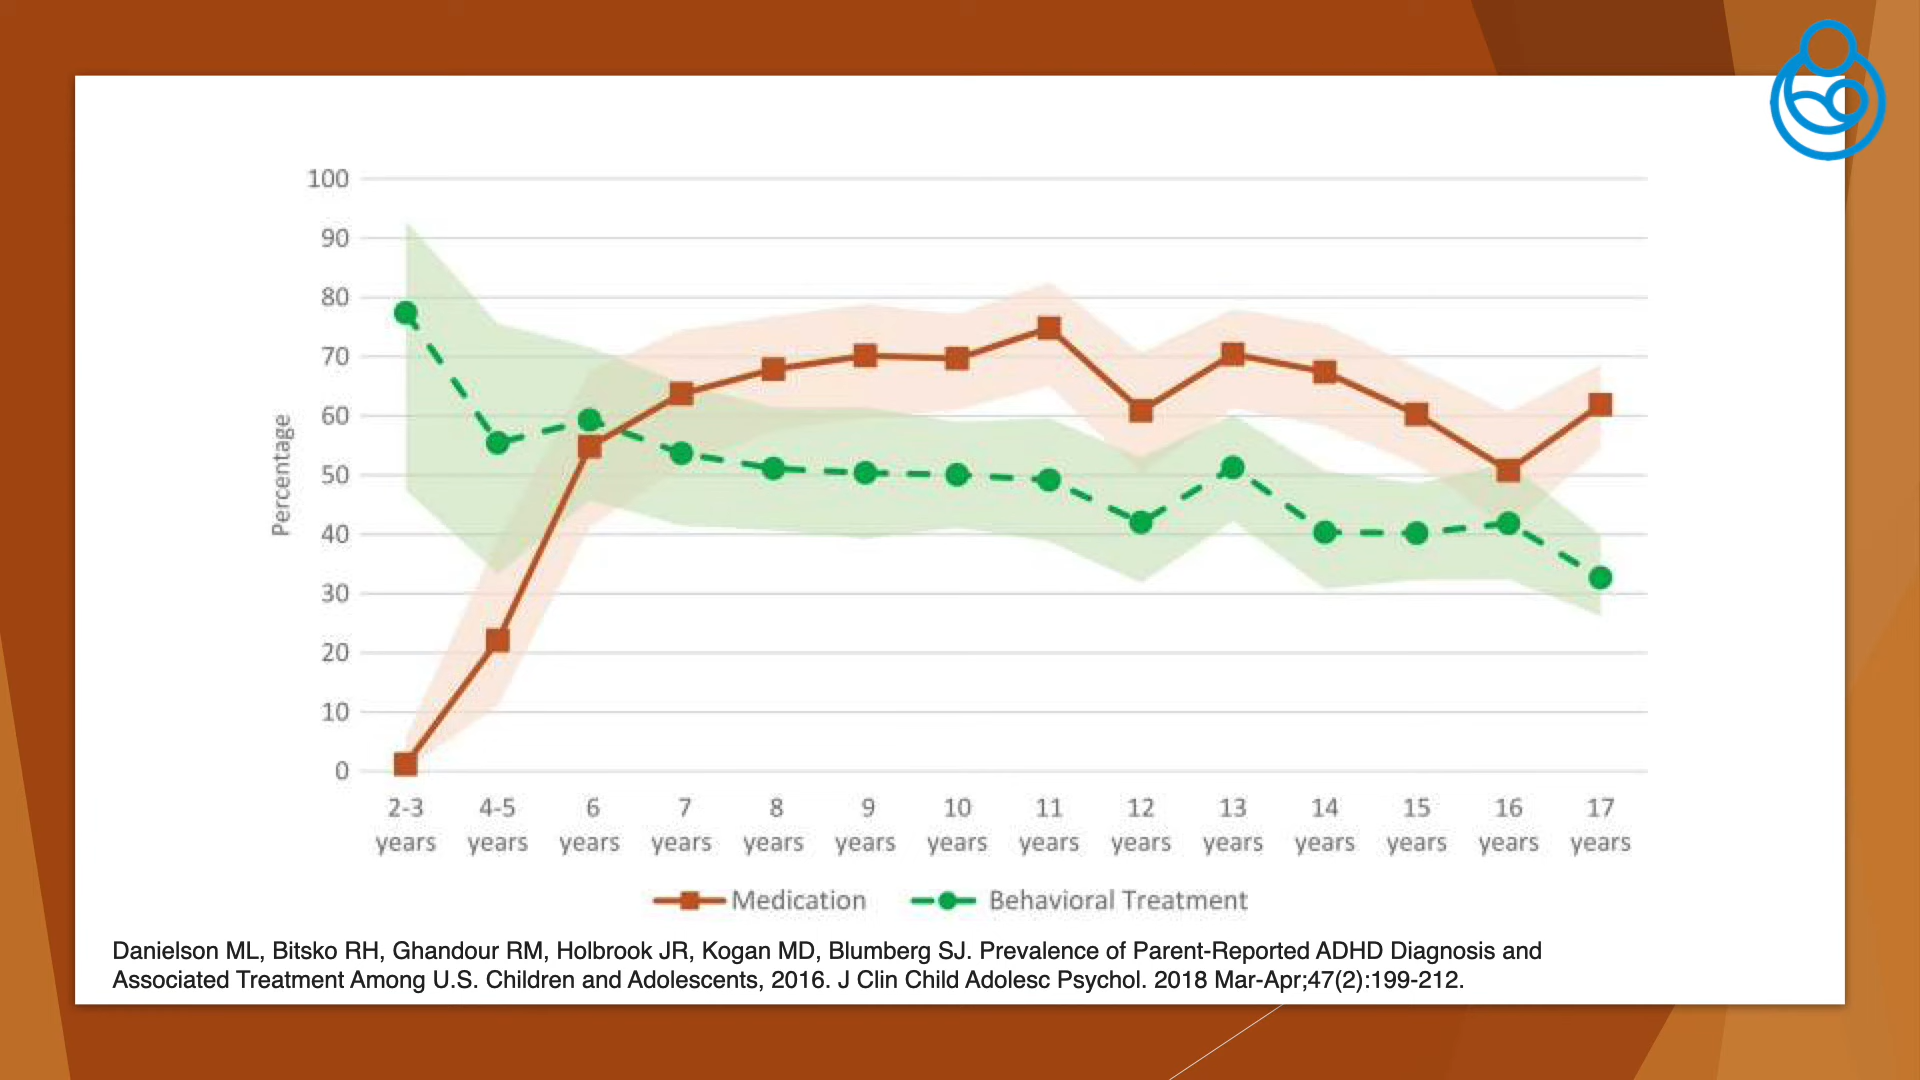 100
90
80
70
60
50
40
30
20
10
0
Percentage
2-3 4-5 6 7 8 9 10 11 12 13 14 15 16 17
years years years years years years years years years years years years years years
Medication Behavioral Treatment
Danielson ML, Bitsko RH, Ghandour RM, Holbrook JR, Kogan MD, Blumberg SJ. Prevalence of Parent-Reported ADHD Diagnosis and
Associated Treatment Among U.S. Children and Adolescents, 2016. J Clin Child Adolesc Psychol. 2018 Mar-Apr;47(2):199-212.